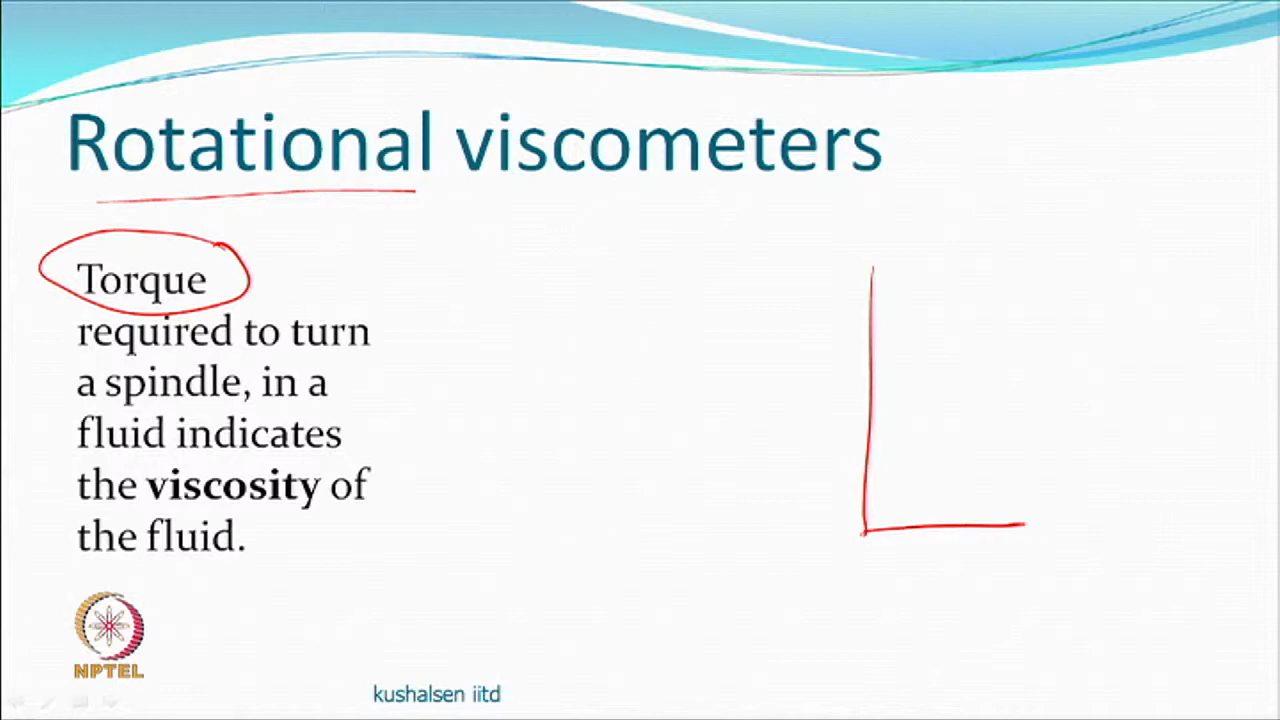 Rotational viscometers
Torque
required to turn
a spindle, in a
fluid indicates
the viscosity of
the fluid.
NPTEL
kushalsen iitd